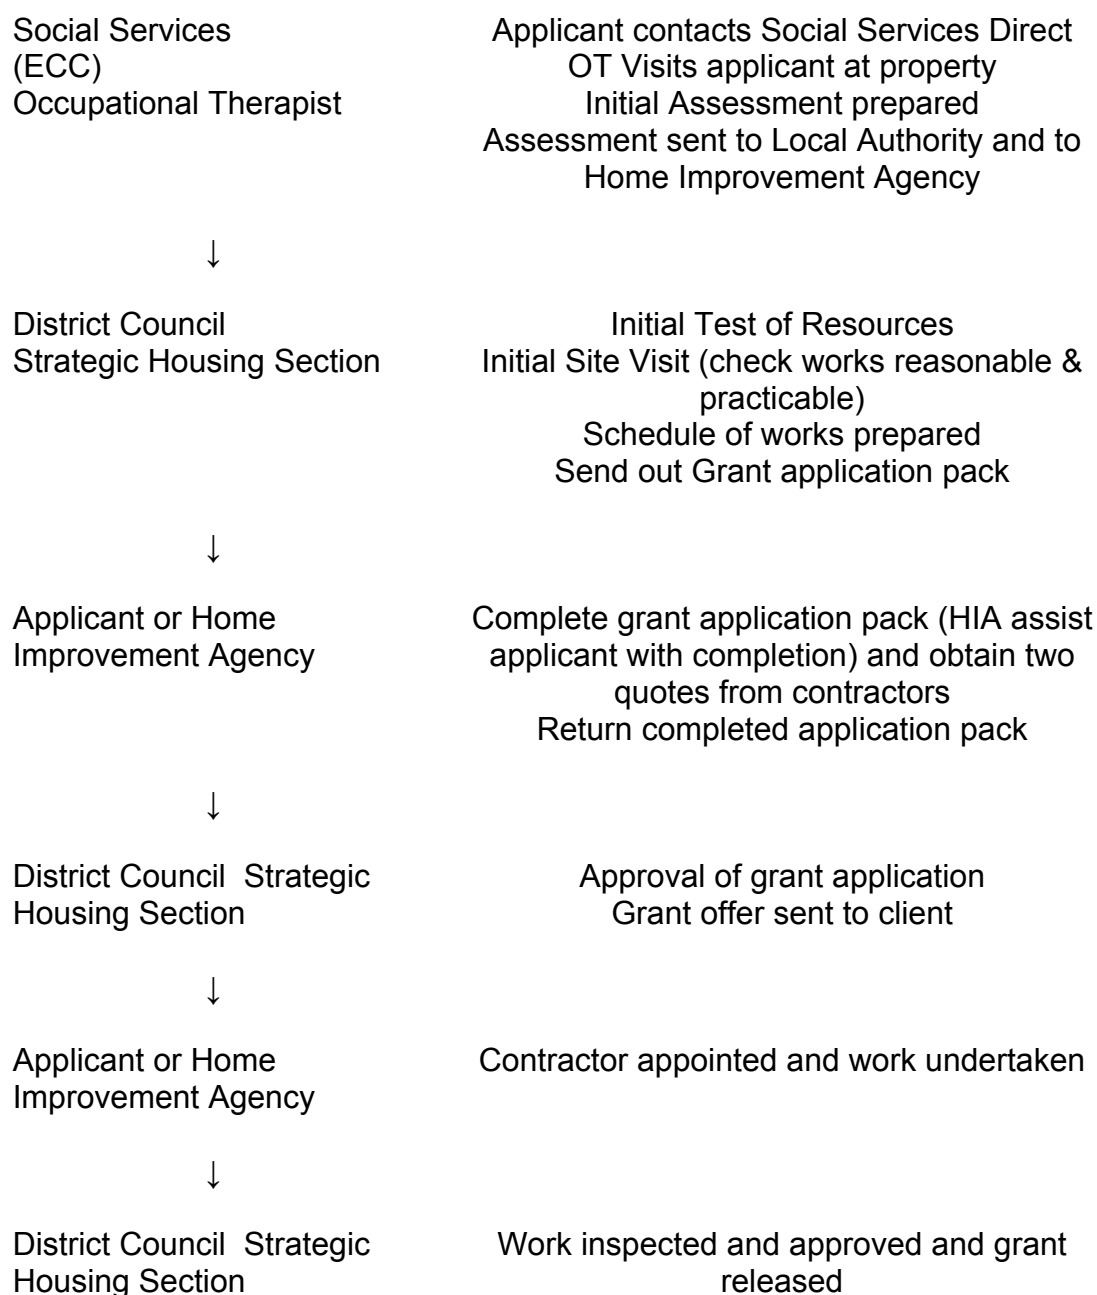 Social Services
(ECC)
Occupational Therapist
Applicant contacts Social Services Direct
OT Visits applicant at property
Initial Assessment prepared
Assessment sent to Local Authority and to
Home Improvement Agency
↓
District Council
Strategic Housing Section
Initial Test of Resources
Initial Site Visit (check works reasonable &
practicable)
Schedule of works prepared
Send out Grant application pack
↓
Applicant or Home
Improvement Agency
Complete grant application pack (HIA assist
applicant with completion) and obtain two
quotes from contractors
Return completed application pack
↓
District Council  Strategic
Housing Section
Approval of grant application
Grant offer sent to client
↓
Applicant or Home
Improvement Agency
Contractor appointed and work undertaken
↓
District Council  Strategic
Housing Section
Work inspected and approved and grant
released